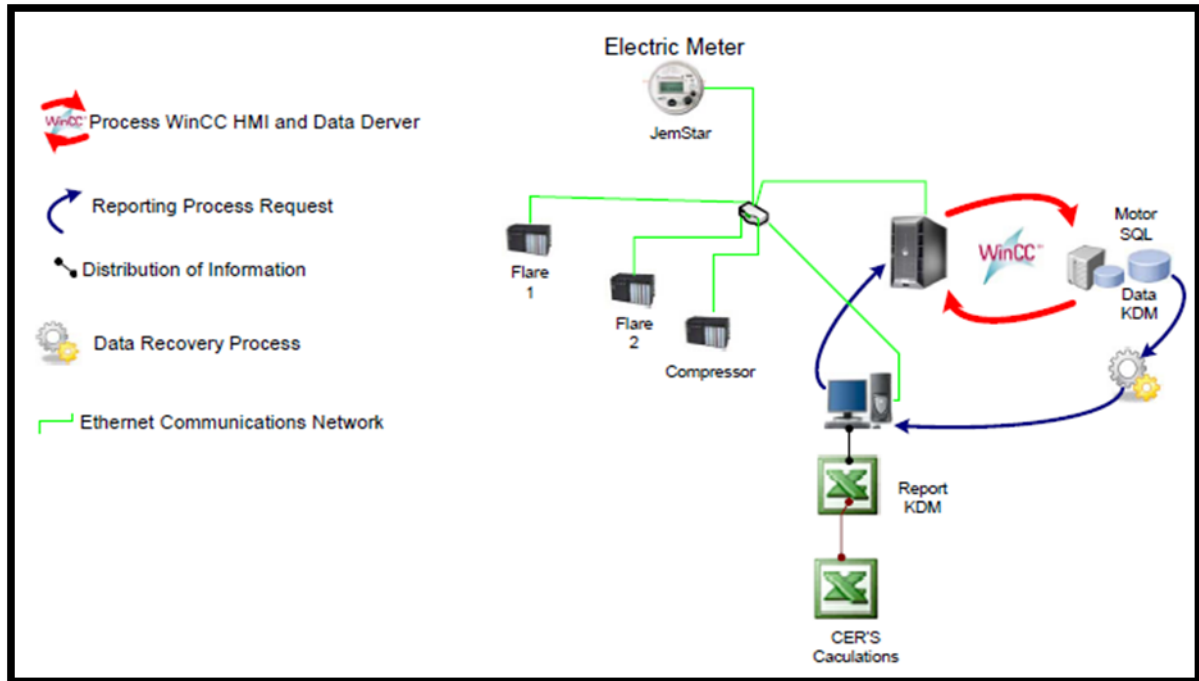 Electric Meter
JemStar
WinCC
Process WinCC HMI and Data Derver
Reporting Process Request
Distribution of Information
Data Recovery Process
Ethernet Communications Network
Flare
1
Flare
2
Compressor
WinCC™
Motor
SQL
Data
KDM
Report
KDM
CER'S
Caculations